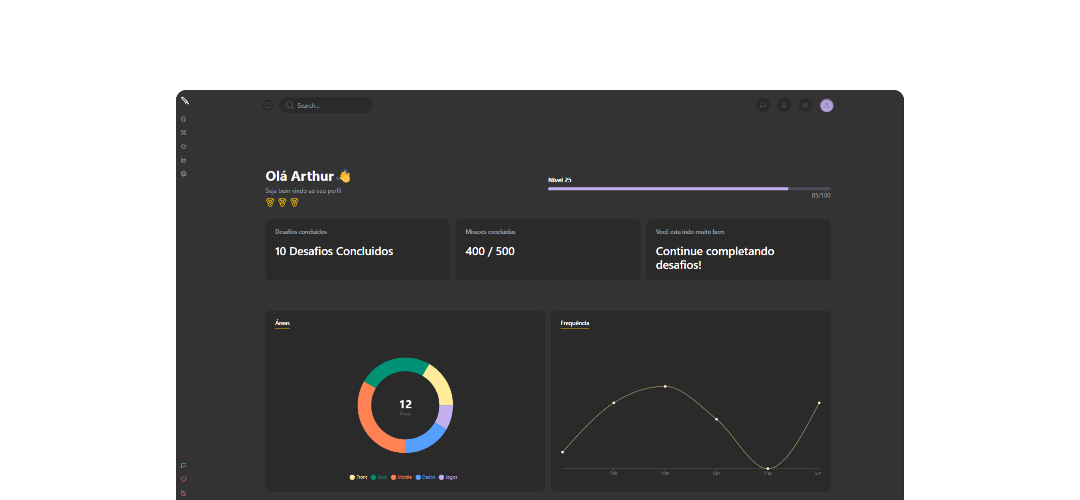 Search...
Olá Arthur
Seja bem vindo ao seu perfil
Nível 25
85/100
Desafios concluídos
10 Desafios Concluidos
Missoes concluidas
400 / 500
Você esta indo muito bem
Continue completando
desafios!
Áreas
12
Áreas
Front Back Mobile Dados Jogos
Frequência
Feb Mar Apr May Jun